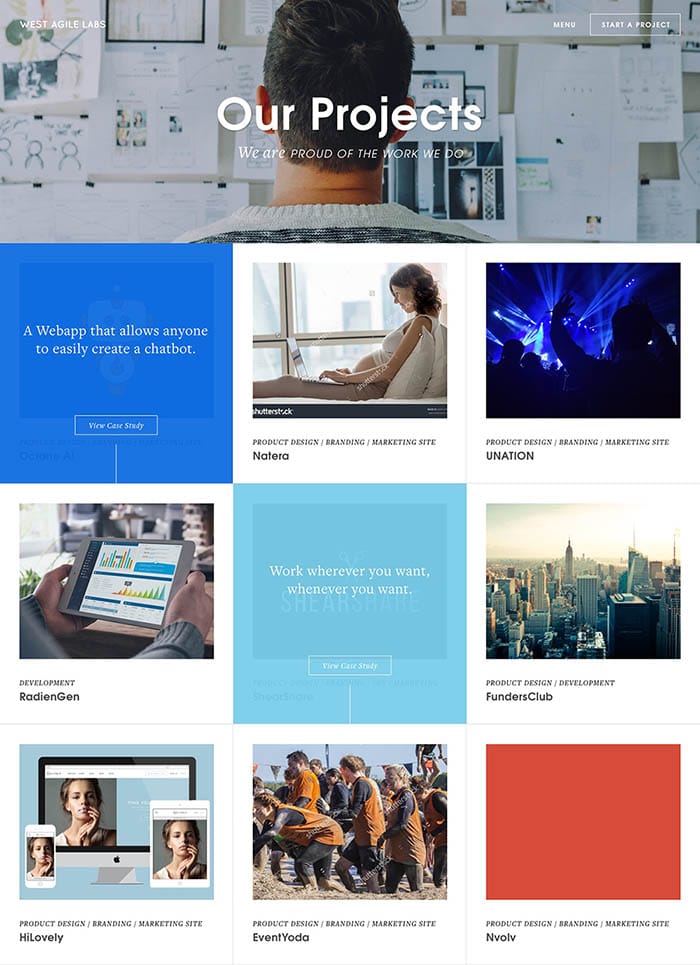 WEST AGILE LABS
MENU
START A PROJECT
Our Projects
We are PROUD OF THE WORK WE DO
A Webapp that allows anyone
to easily create a chatbot.
View Case Study
PRODUCT DESIGN / BRANDING / MARKETING SITE
Octane AI
shutterstock
shutterstock
PRODUCT DESIGN / BRANDING / MARKETING SITE
Natera
PRODUCT DESIGN / BRANDING / MARKETING SITE
UNATION
DEVELOPMENT
RadienGen
Work wherever you want,
whenever you want.
SHEARSHARE
View Case Study
ShearShare
PRODUCT DESIGN / DEVELOPMENT
FundersClub
PRODUCT DESIGN / BRANDING / MARKETING SITE
HiLovely
PRODUCT DESIGN / BRANDING / MARKETING SITE
EventYoda
PRODUCT DESIGN / BRANDING / MARKETING SITE
Nvolv